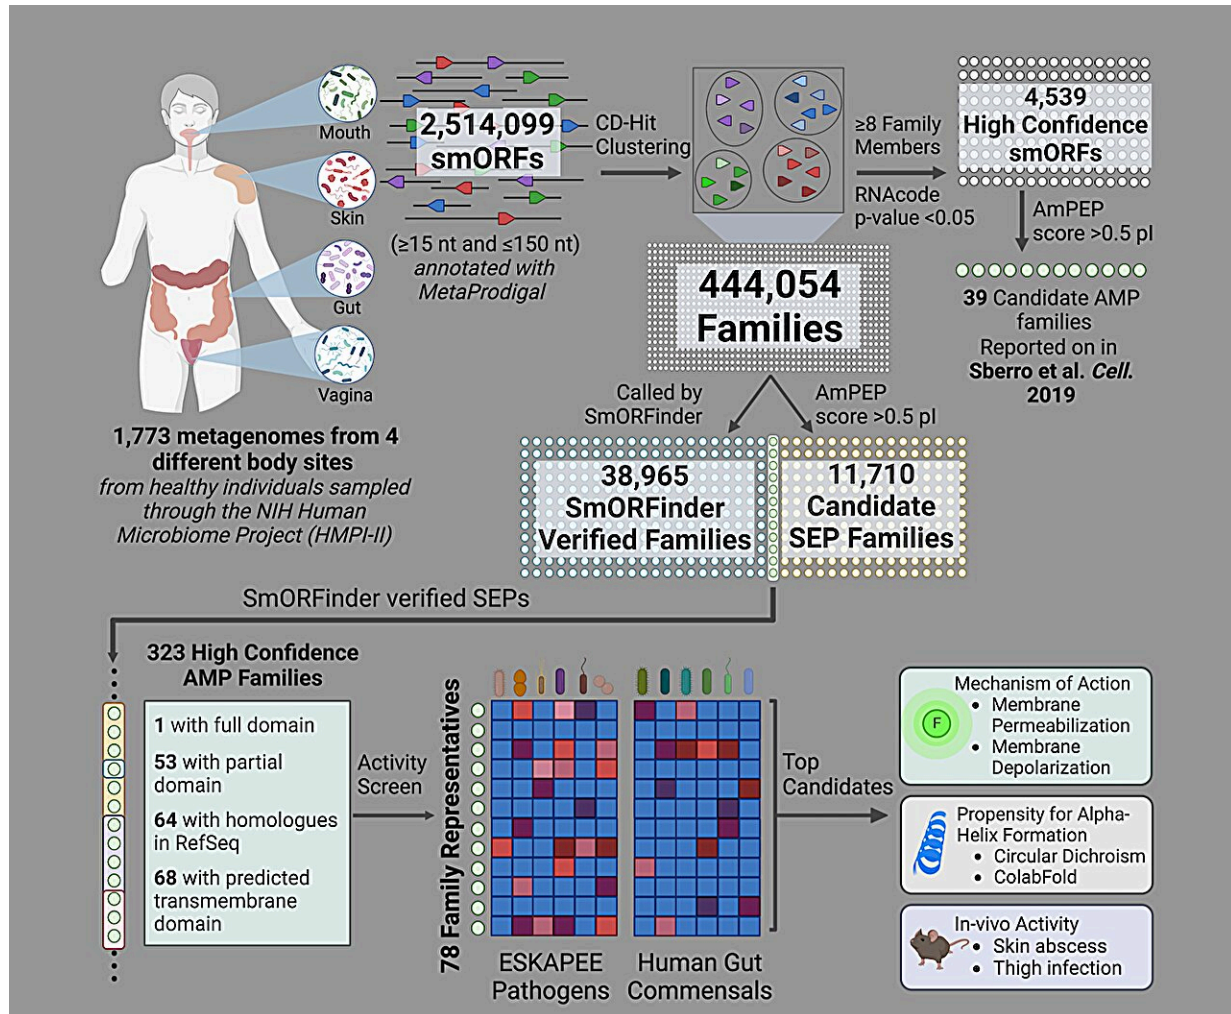 Mouth
Skin
Gut
Vagina
1,773 metagenomes from 4
different body sites
from healthy individuals sampled
through the NIH Human
Microbiome Project (HMPI-II)
2,514,099
smORFs
(≥15 nt and ≤150 nt)
annotated with
MetaProdigal
CD-Hit
Clustering
≥8 Family
Members
RNAcode
p-value <0.05
4,539
High Confidence
smORFs
AmPEP
score >0.5 pl
39 Candidate AMP
families
Reported on in
Sberro et al. Cell.
2019
444,054
Families
Called by
SmORFinder
AmPEP
score >0.5 pl
38,965
SmORFinder
Verified Families
11,710
Candidate
SEP Families
SmORFinder verified SEPs
323 High Confidence
AMP Families
1 with full domain
53 with partial
domain
64 with homologues
in RefSeq
68 with predicted
transmembrane
domain
Activity
Screen
78 Family Representatives
ESKAPEE
Pathogens
Human Gut
Commensals
Top
Candidates
F
Mechanism of Action
• Membrane
Permeabilization
• Membrane
Depolarization
Propensity for Alpha-
Helix Formation
• Circular Dichroism
• ColabFold
In-vivo Activity
• Skin abscess
• Thigh infection